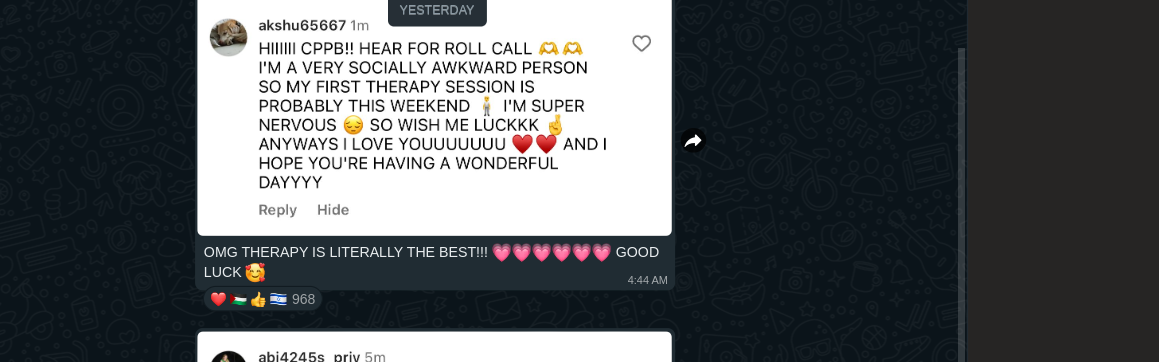 YESTERDAY
akshu65667 1m
HIIIIII CPPB!! HEAR FOR ROLL CALL 🫶🫶
I'M A VERY SOCIALLY AWKWARD PERSON
SO MY FIRST THERAPY SESSION IS
PROBABLY THIS WEEKEND 🧍 I'M SUPER
NERVOUS 😔 SO WISH ME LUCKKK 🤞
ANYWAYS I LOVE YOUUUUUUU ♥️♥️ AND I
HOPE YOU'RE HAVING A WONDERFUL
DAYYYY
Reply Hide
OMG THERAPY IS LITERALLY THE BEST!!! 💗💗💗💗💗💗 GOOD
LUCK 🥰
4:44 AM
❤️🇵🇸👍🇮🇱 968
abi4245s_priv 5m